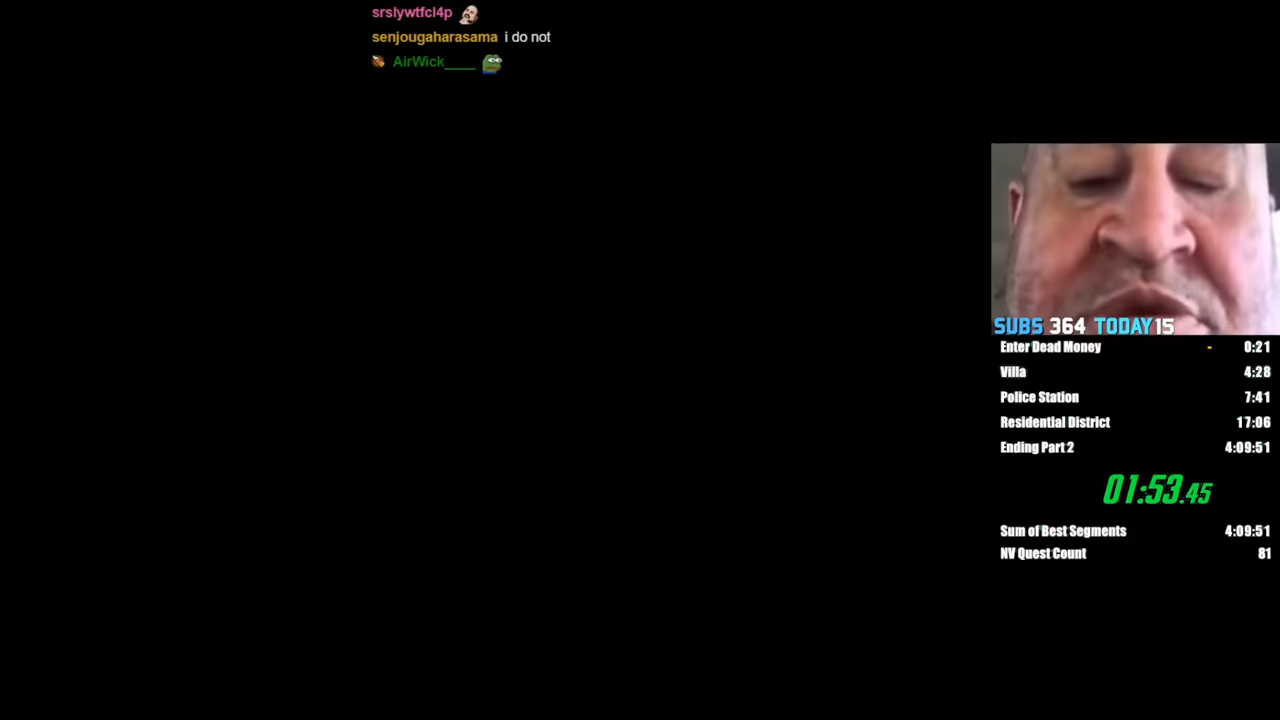 srslywtfcl4p
senjougaharasama i do not
AirWick____
SUBS 364 TODAY 15
Enter Dead Money - 0:21
Villa 4:28
Police Station 7:41
Residential District 17:06
Ending Part 2 4:09:51
01:53.45
Sum of Best Segments 4:09:51
NV Quest Count 81